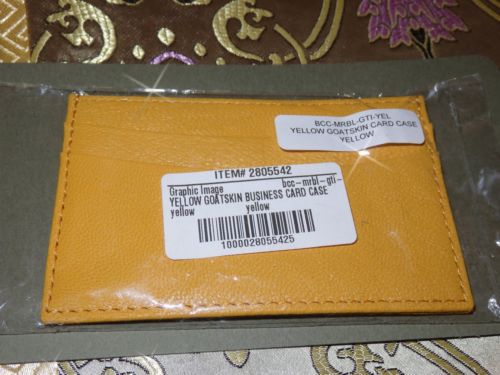 BCC-MRBL-GTI-YEL
YELLOW GOATSKIN CARD CASE
YELLOW
ITEM# 2805542
Graphic Image bcc-mrbl-gti-
YELLOW GOATSKIN BUSINESS CARD CASE
yellow yellow
1000028055425